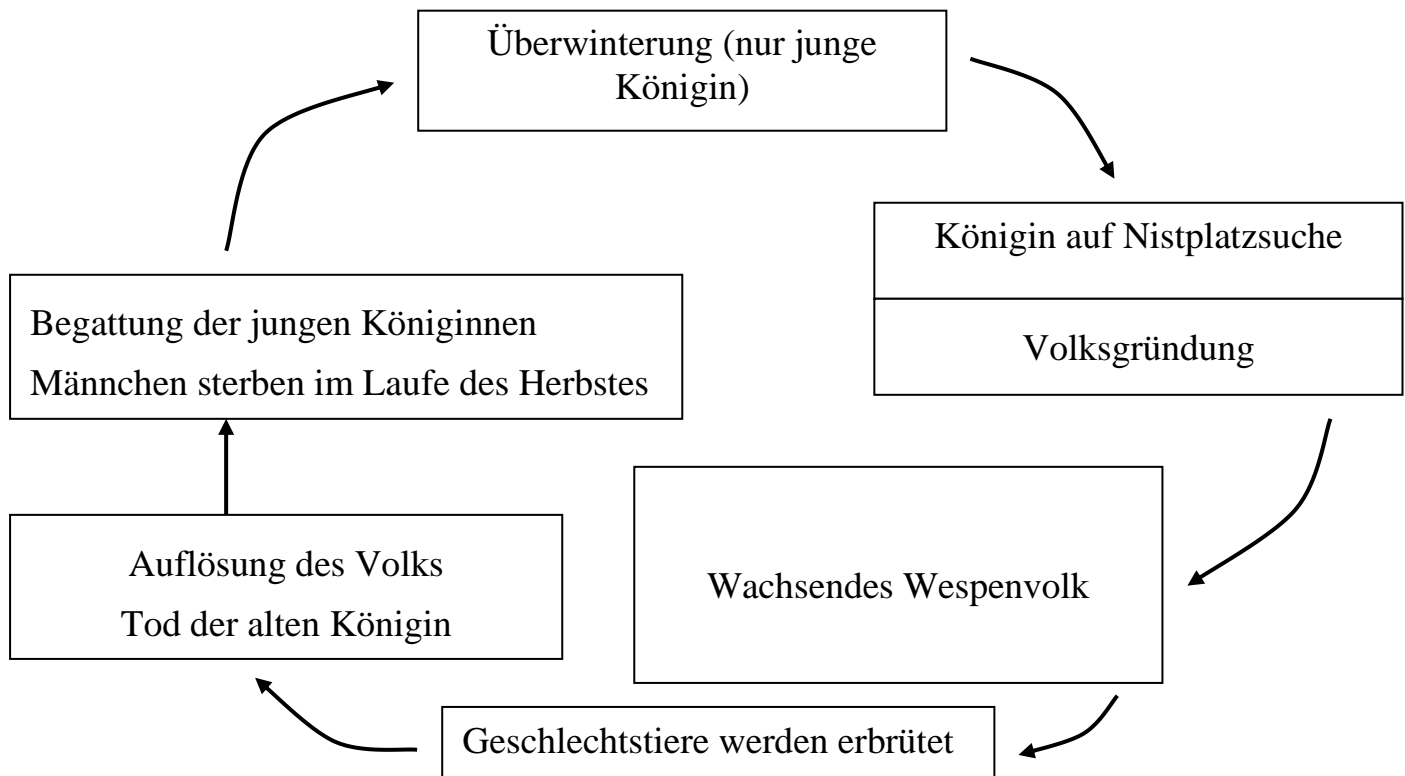 Überwinterung (nur junge
Königin)
Königin auf Nistplatzsuche
Volksgründung
Wachsendes Wespenvolk
Geschlechtstiere werden erbrütet
Auflösung des Volks
Tod der alten Königin
Begattung der jungen Königinnen
Männchen sterben im Laufe des Herbstes